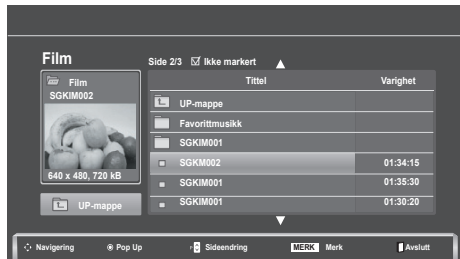 Film
Side 2/3 ☑ Ikke markert
Film
SGKIM002
640 x 480, 720 kB
UP-mappe
Tittel Varighet
UP-mappe
Favorittmusikk
SGKIM001
SGKIM002 01:34:15
SGKIM001 01:35:30
SGKIM001 01:30:20
Navigering Pop Up P Sideendring MERK Merk Avslutt